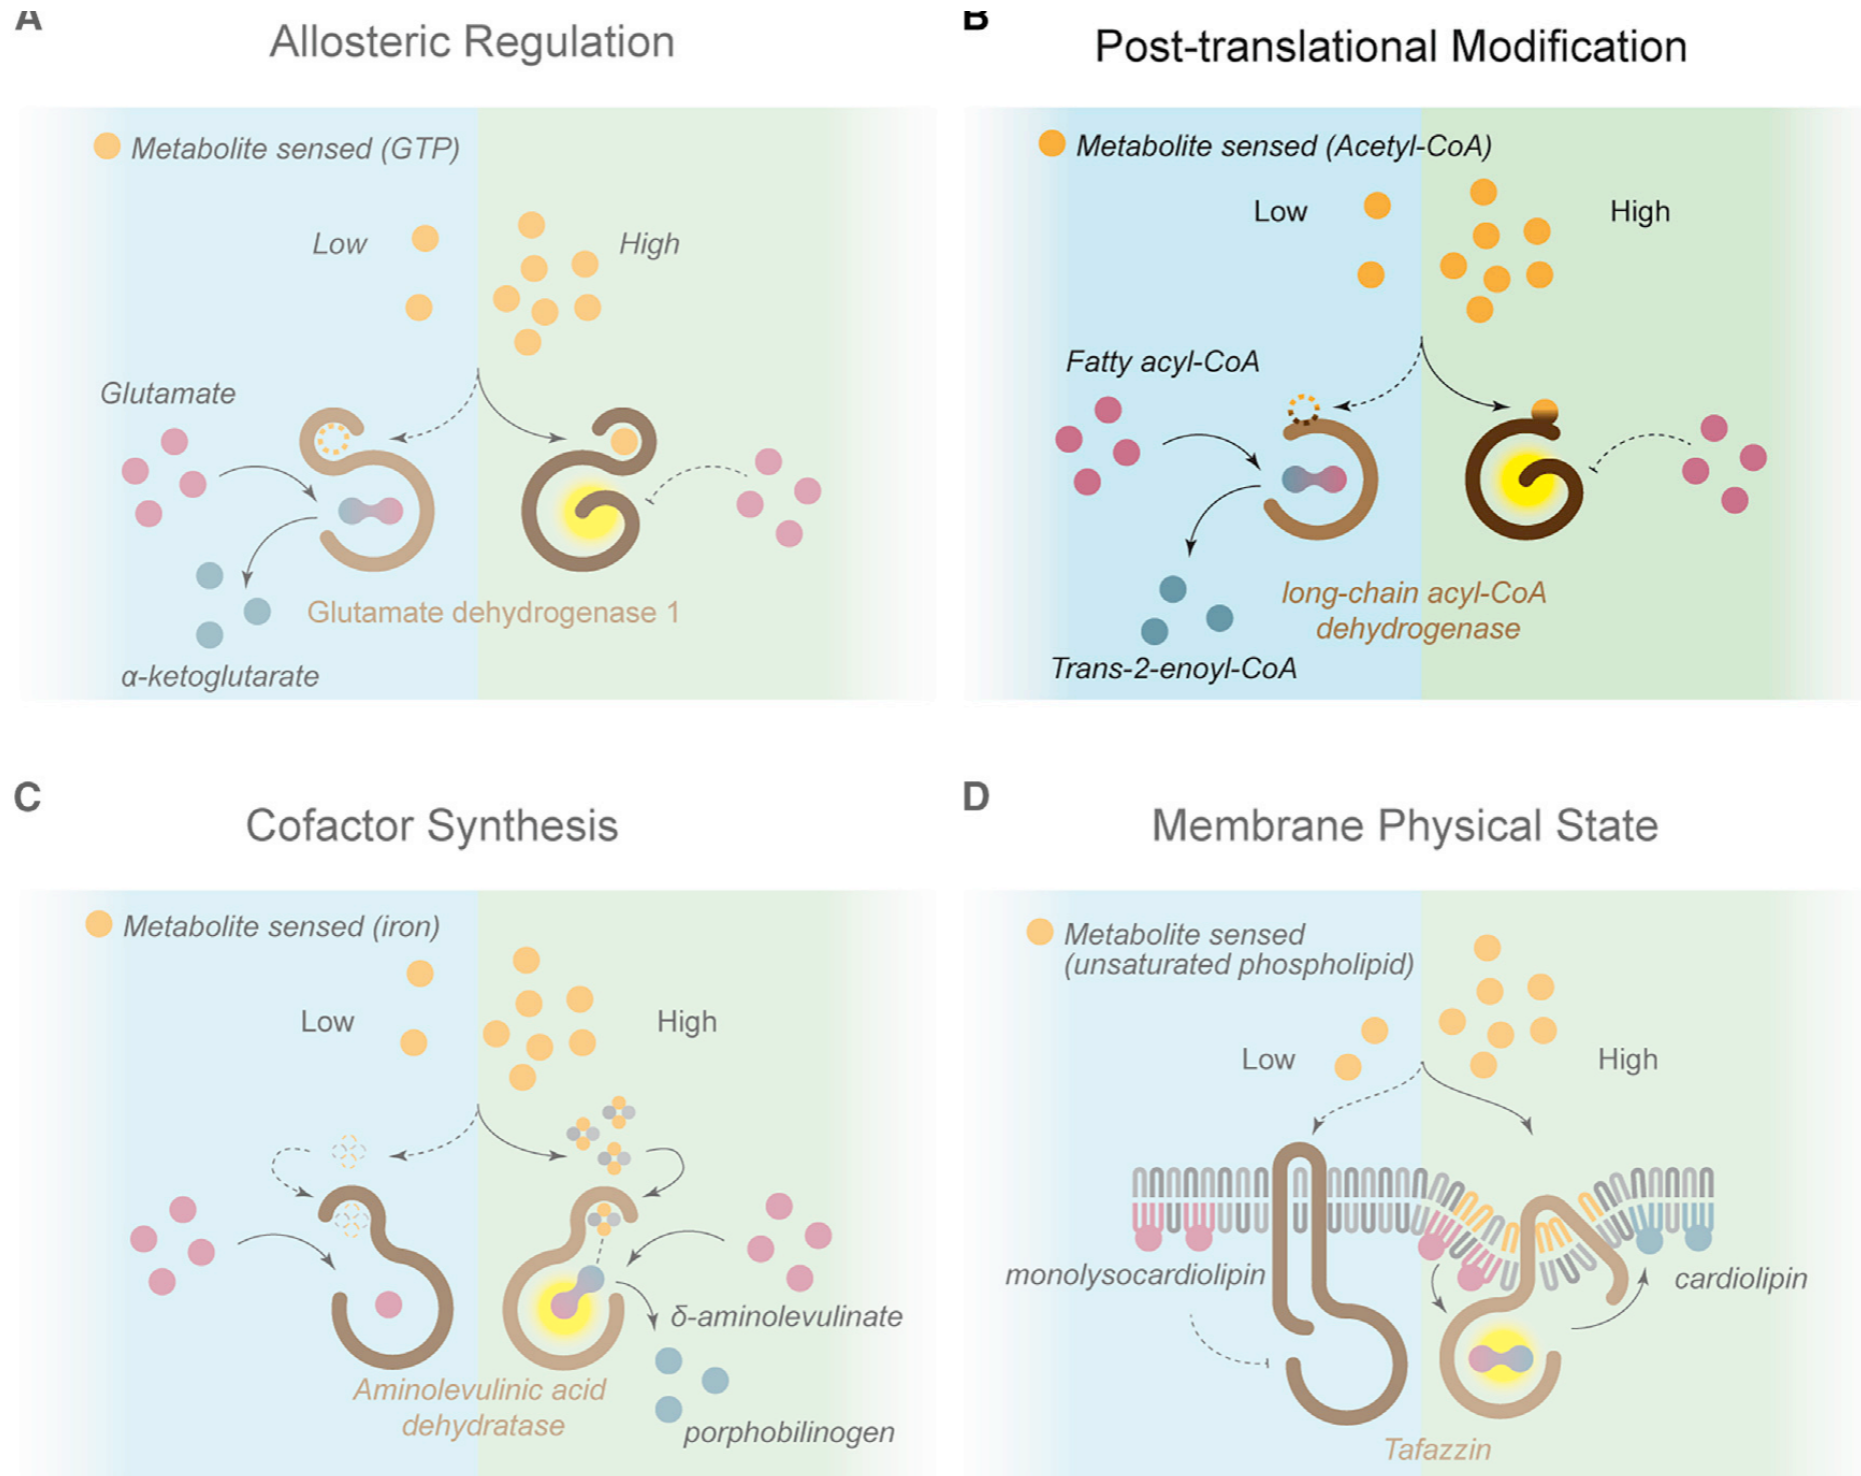 A
Allosteric Regulation
Metabolite sensed (GTP)
Low
High
Glutamate
Glutamate dehydrogenase 1
α-ketoglutarate
B
Post-translational Modification
Metabolite sensed (Acetyl-CoA)
Low
High
Fatty acyl-CoA
long-chain acyl-CoA
dehydrogenase
Trans-2-enoyl-CoA
C
Cofactor Synthesis
Metabolite sensed (iron)
Low
High
δ-aminolevulinate
Aminolevulinic acid
dehydratase
porphobilinogen
D
Membrane Physical State
Metabolite sensed
(unsaturated phospholipid)
Low
High
monolysocardiolipin
cardiolipin
Tafazzin